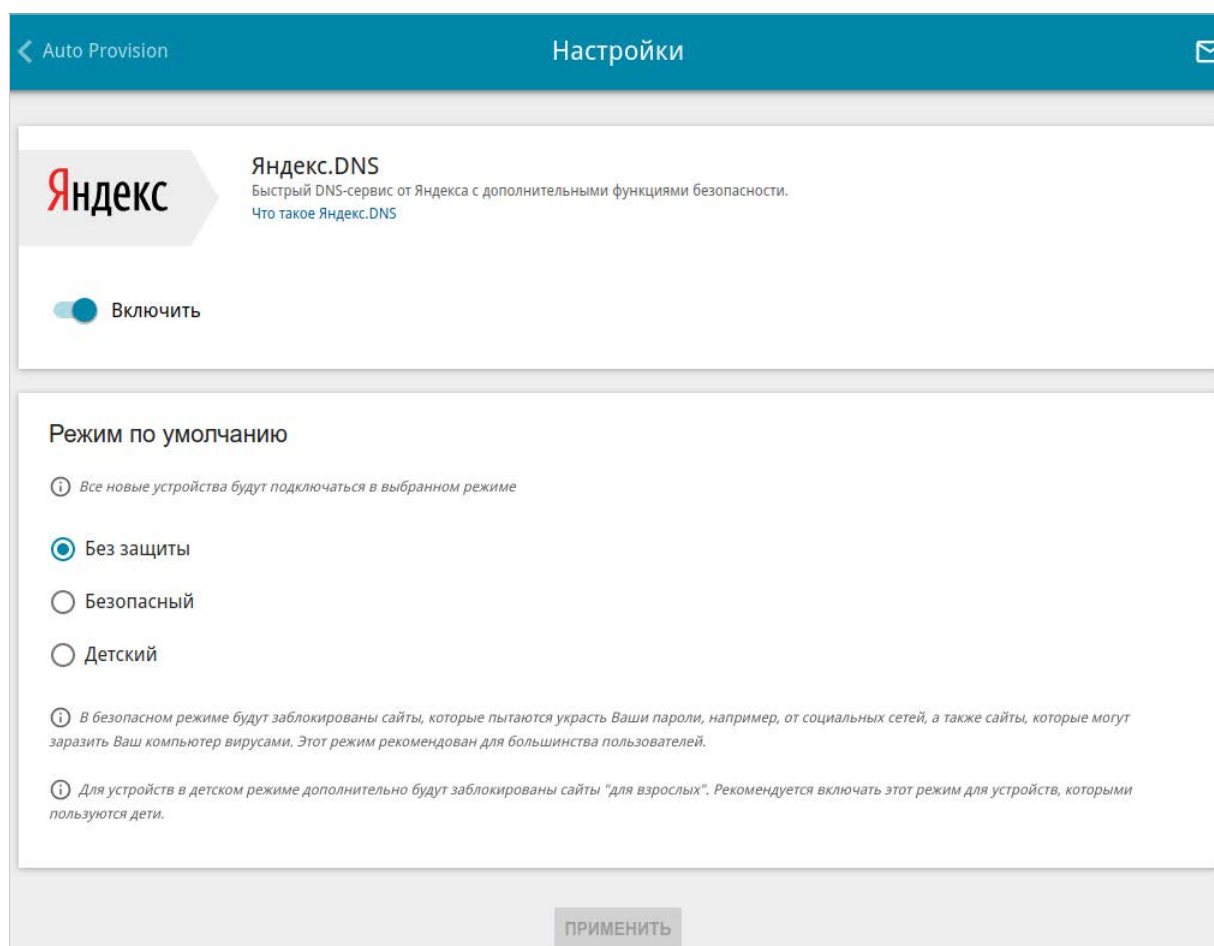 Auto Provision
Настройки
Яндекс
Яндекс.DNS
Быстрый DNS-сервис от Яндекса с дополнительными функциями безопасности.
Что такое Яндекс.DNS
Включить
Режим по умолчанию
Все новые устройства будут подключаться в выбранном режиме
Без защиты
Безопасный
Детский
В безопасном режиме будут заблокированы сайты, которые пытаются украсть Ваши пароли, например, от социальных сетей, а также сайты, которые могут
заразить Ваш компьютер вирусами. Этот режим рекомендован для большинства пользователей.
Для устройств в детском режиме дополнительно будут заблокированы сайты "для взрослых". Рекомендуется включать этот режим для устройств, которыми
пользуются дети.
ПРИМЕНИТЬ